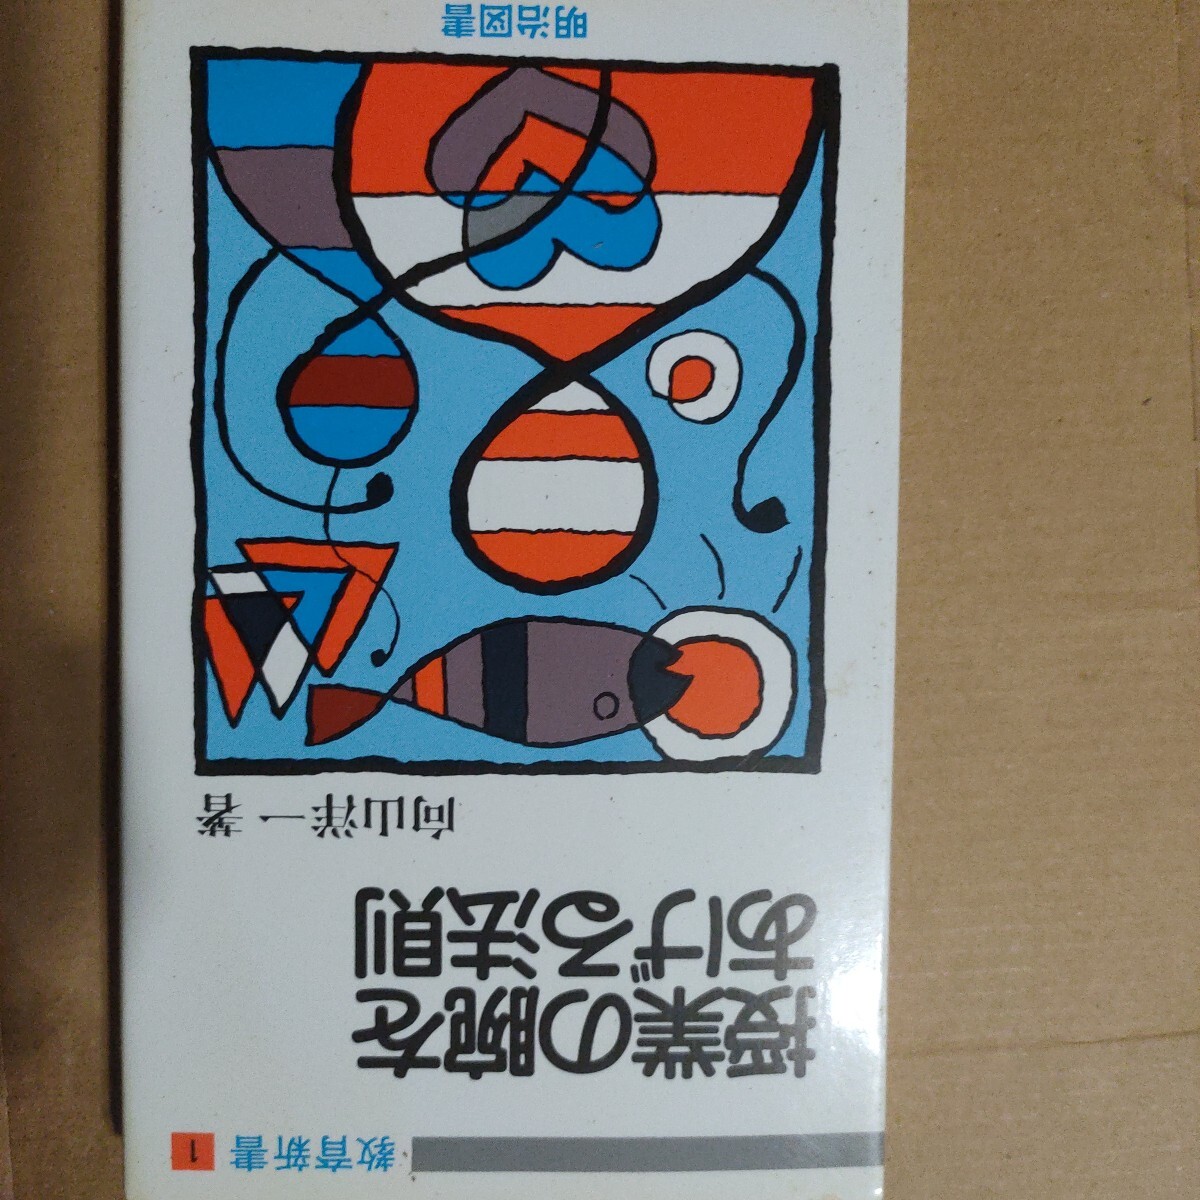 教育新書 1
授業の腕を
あげる法則
向山洋一著
明治図書